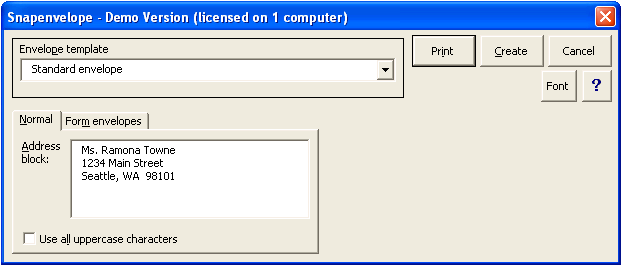 Snapenvelope - Demo Version (licensed on 1 computer)
Envelope template
Standard envelope
Print
Create
Cancel
Font
?
Normal
Form envelopes
Address
block:
Ms. Ramona Towne
1234 Main Street
Seattle, WA  98101
Use all uppercase characters